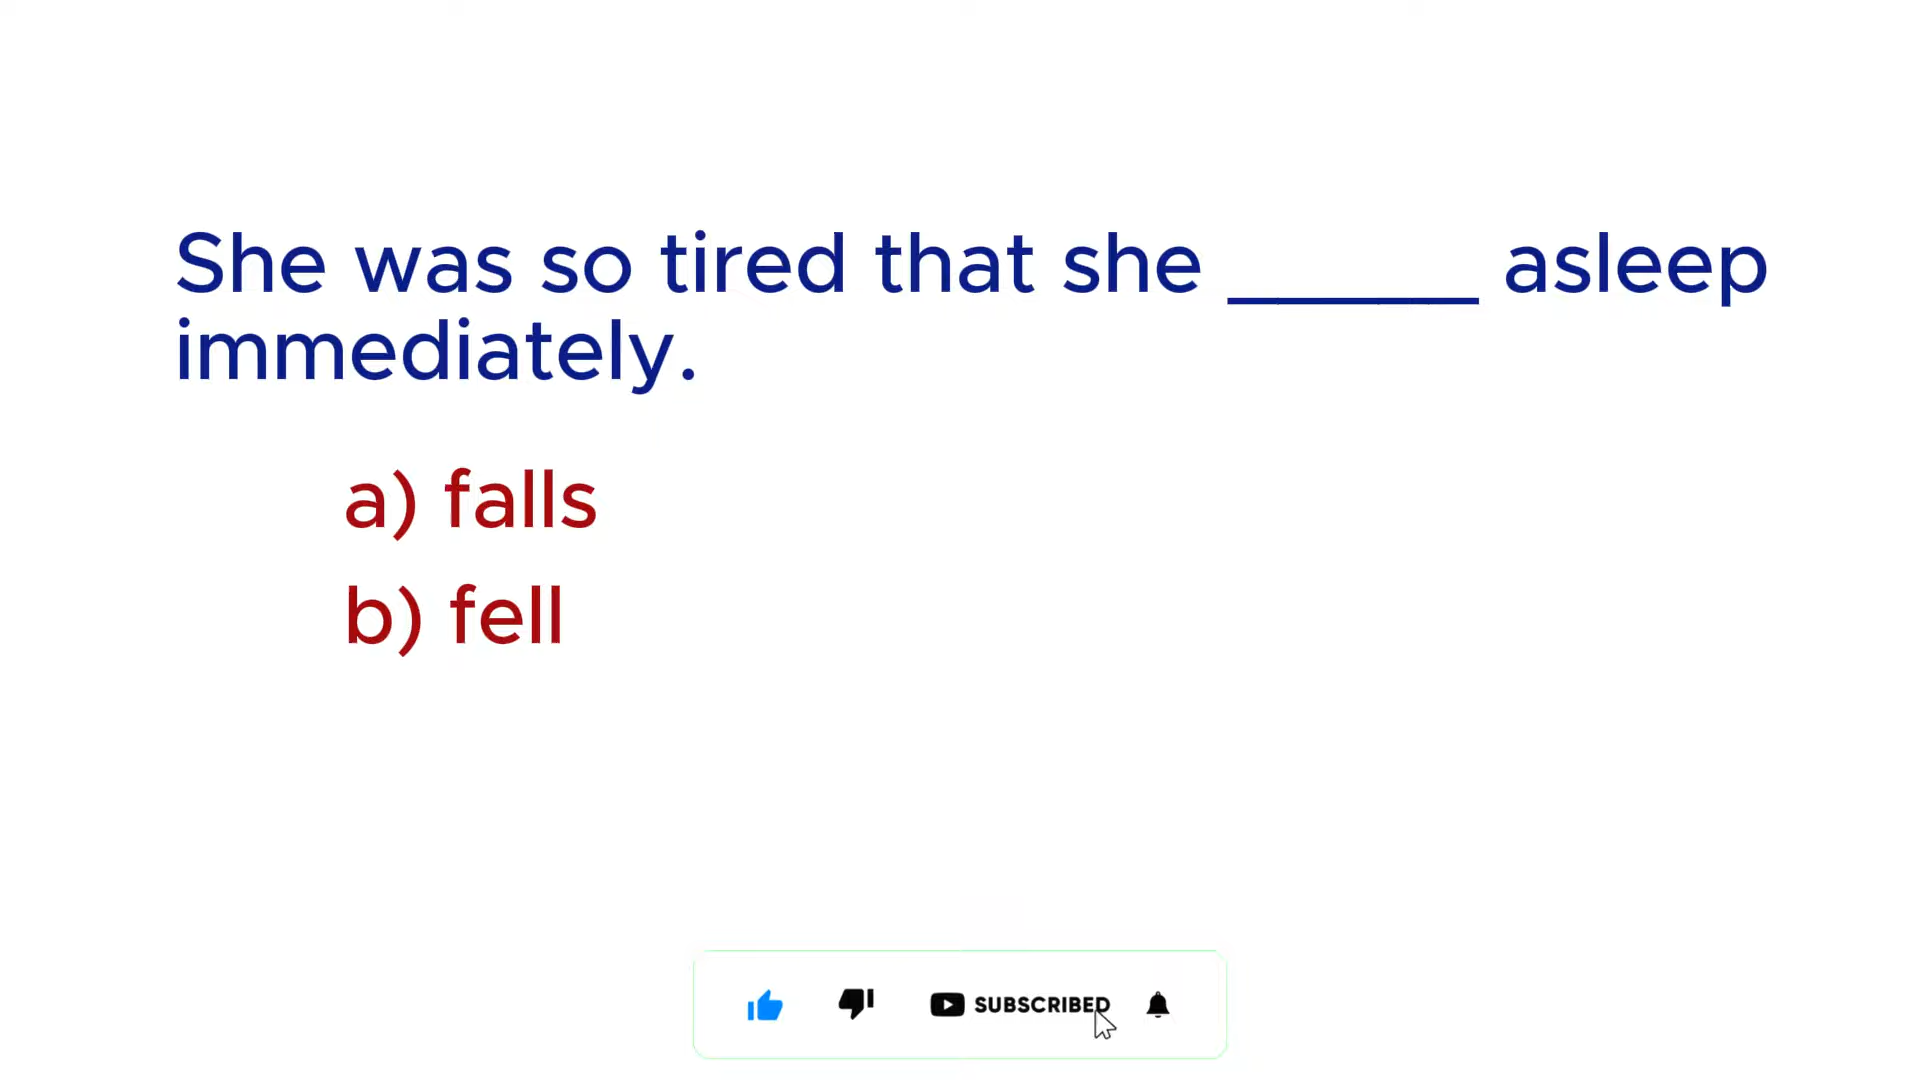 She was so tired that she ______ asleep
immediately.
a) falls
b) fell
SUBSCRIBED